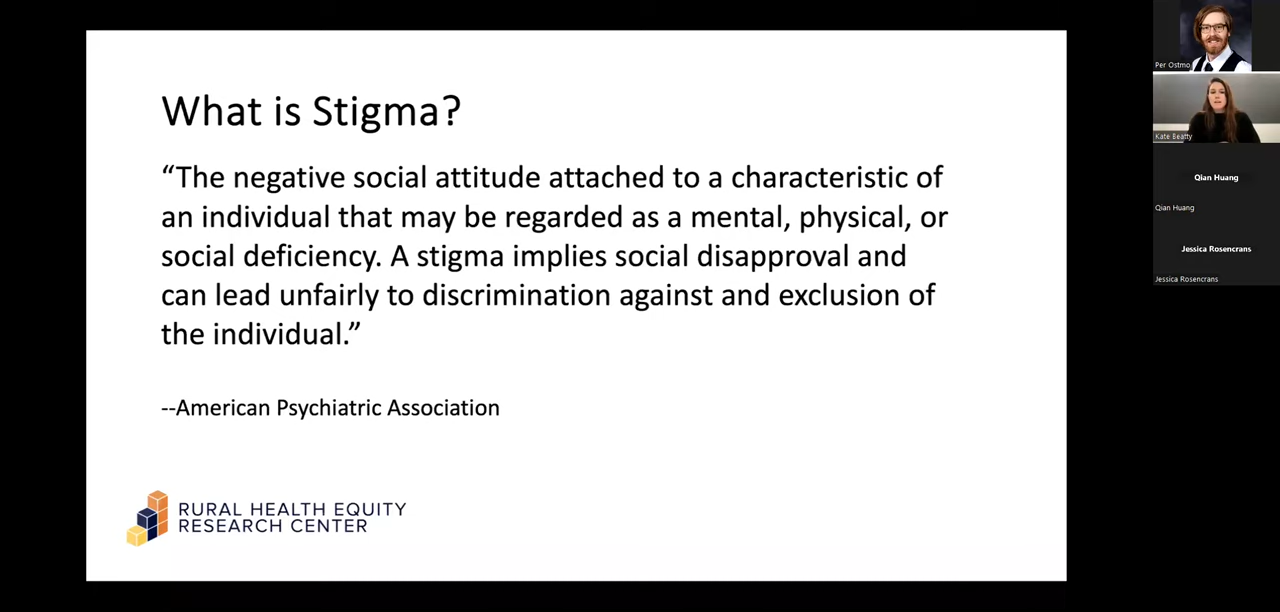 What is Stigma?
“The negative social attitude attached to a characteristic of
an individual that may be regarded as a mental, physical, or
social deficiency. A stigma implies social disapproval and
can lead unfairly to discrimination against and exclusion of
the individual.”
--American Psychiatric Association
RURAL HEALTH EQUITY
RESEARCH CENTER
Per Ostmo
Kate Beatty
Qian Huang
Qian Huang
Jessica Rosencrans
Jessica Rosencrans